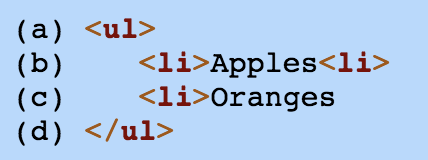 (a) <ul>
(b)    <li>Apples<li>
(c)    <li>Oranges
(d) </ul>